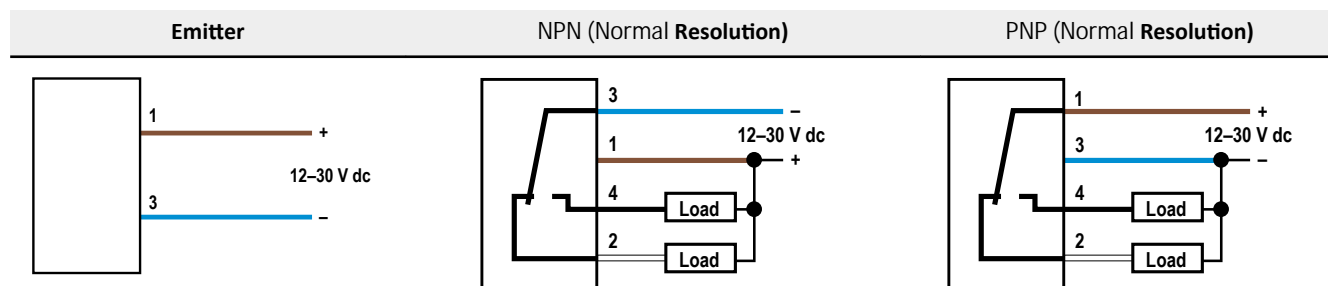 Emitter
NPN (Normal Resolution)
PNP (Normal Resolution)
1
+
12–30 V dc
3
–
3
–
12–30 V dc
1
+
4
Load
2
Load
1
+
12–30 V dc
3
–
4
Load
2
Load